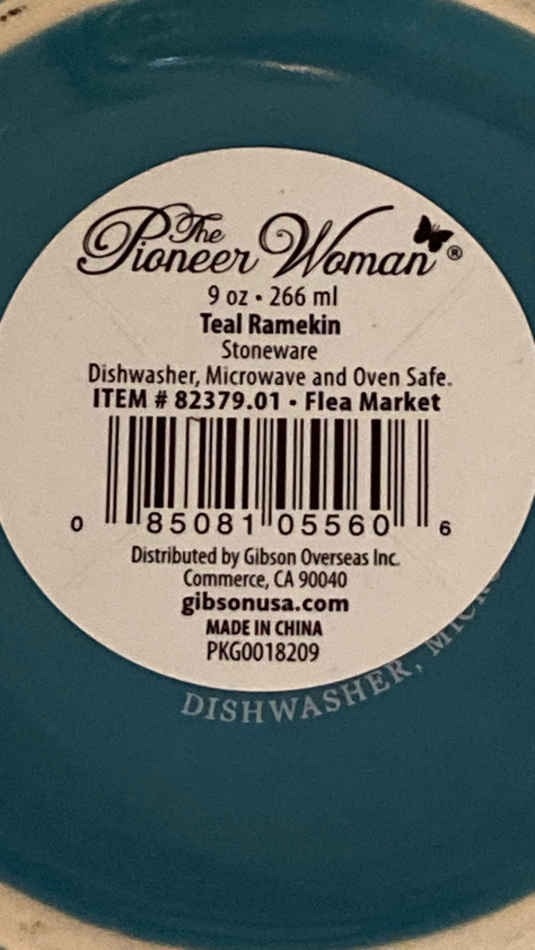 The
Pioneer Woman®
9 oz • 266 ml
Teal Ramekin
Stoneware
Dishwasher, Microwave and Oven Safe.
ITEM # 82379.01 • Flea Market
0 85081 05560 6
Distributed by Gibson Overseas Inc.
Commerce, CA 90040
gibsonusa.com
MADE IN CHINA
PKG0018209
DISHWASHER, MICRO